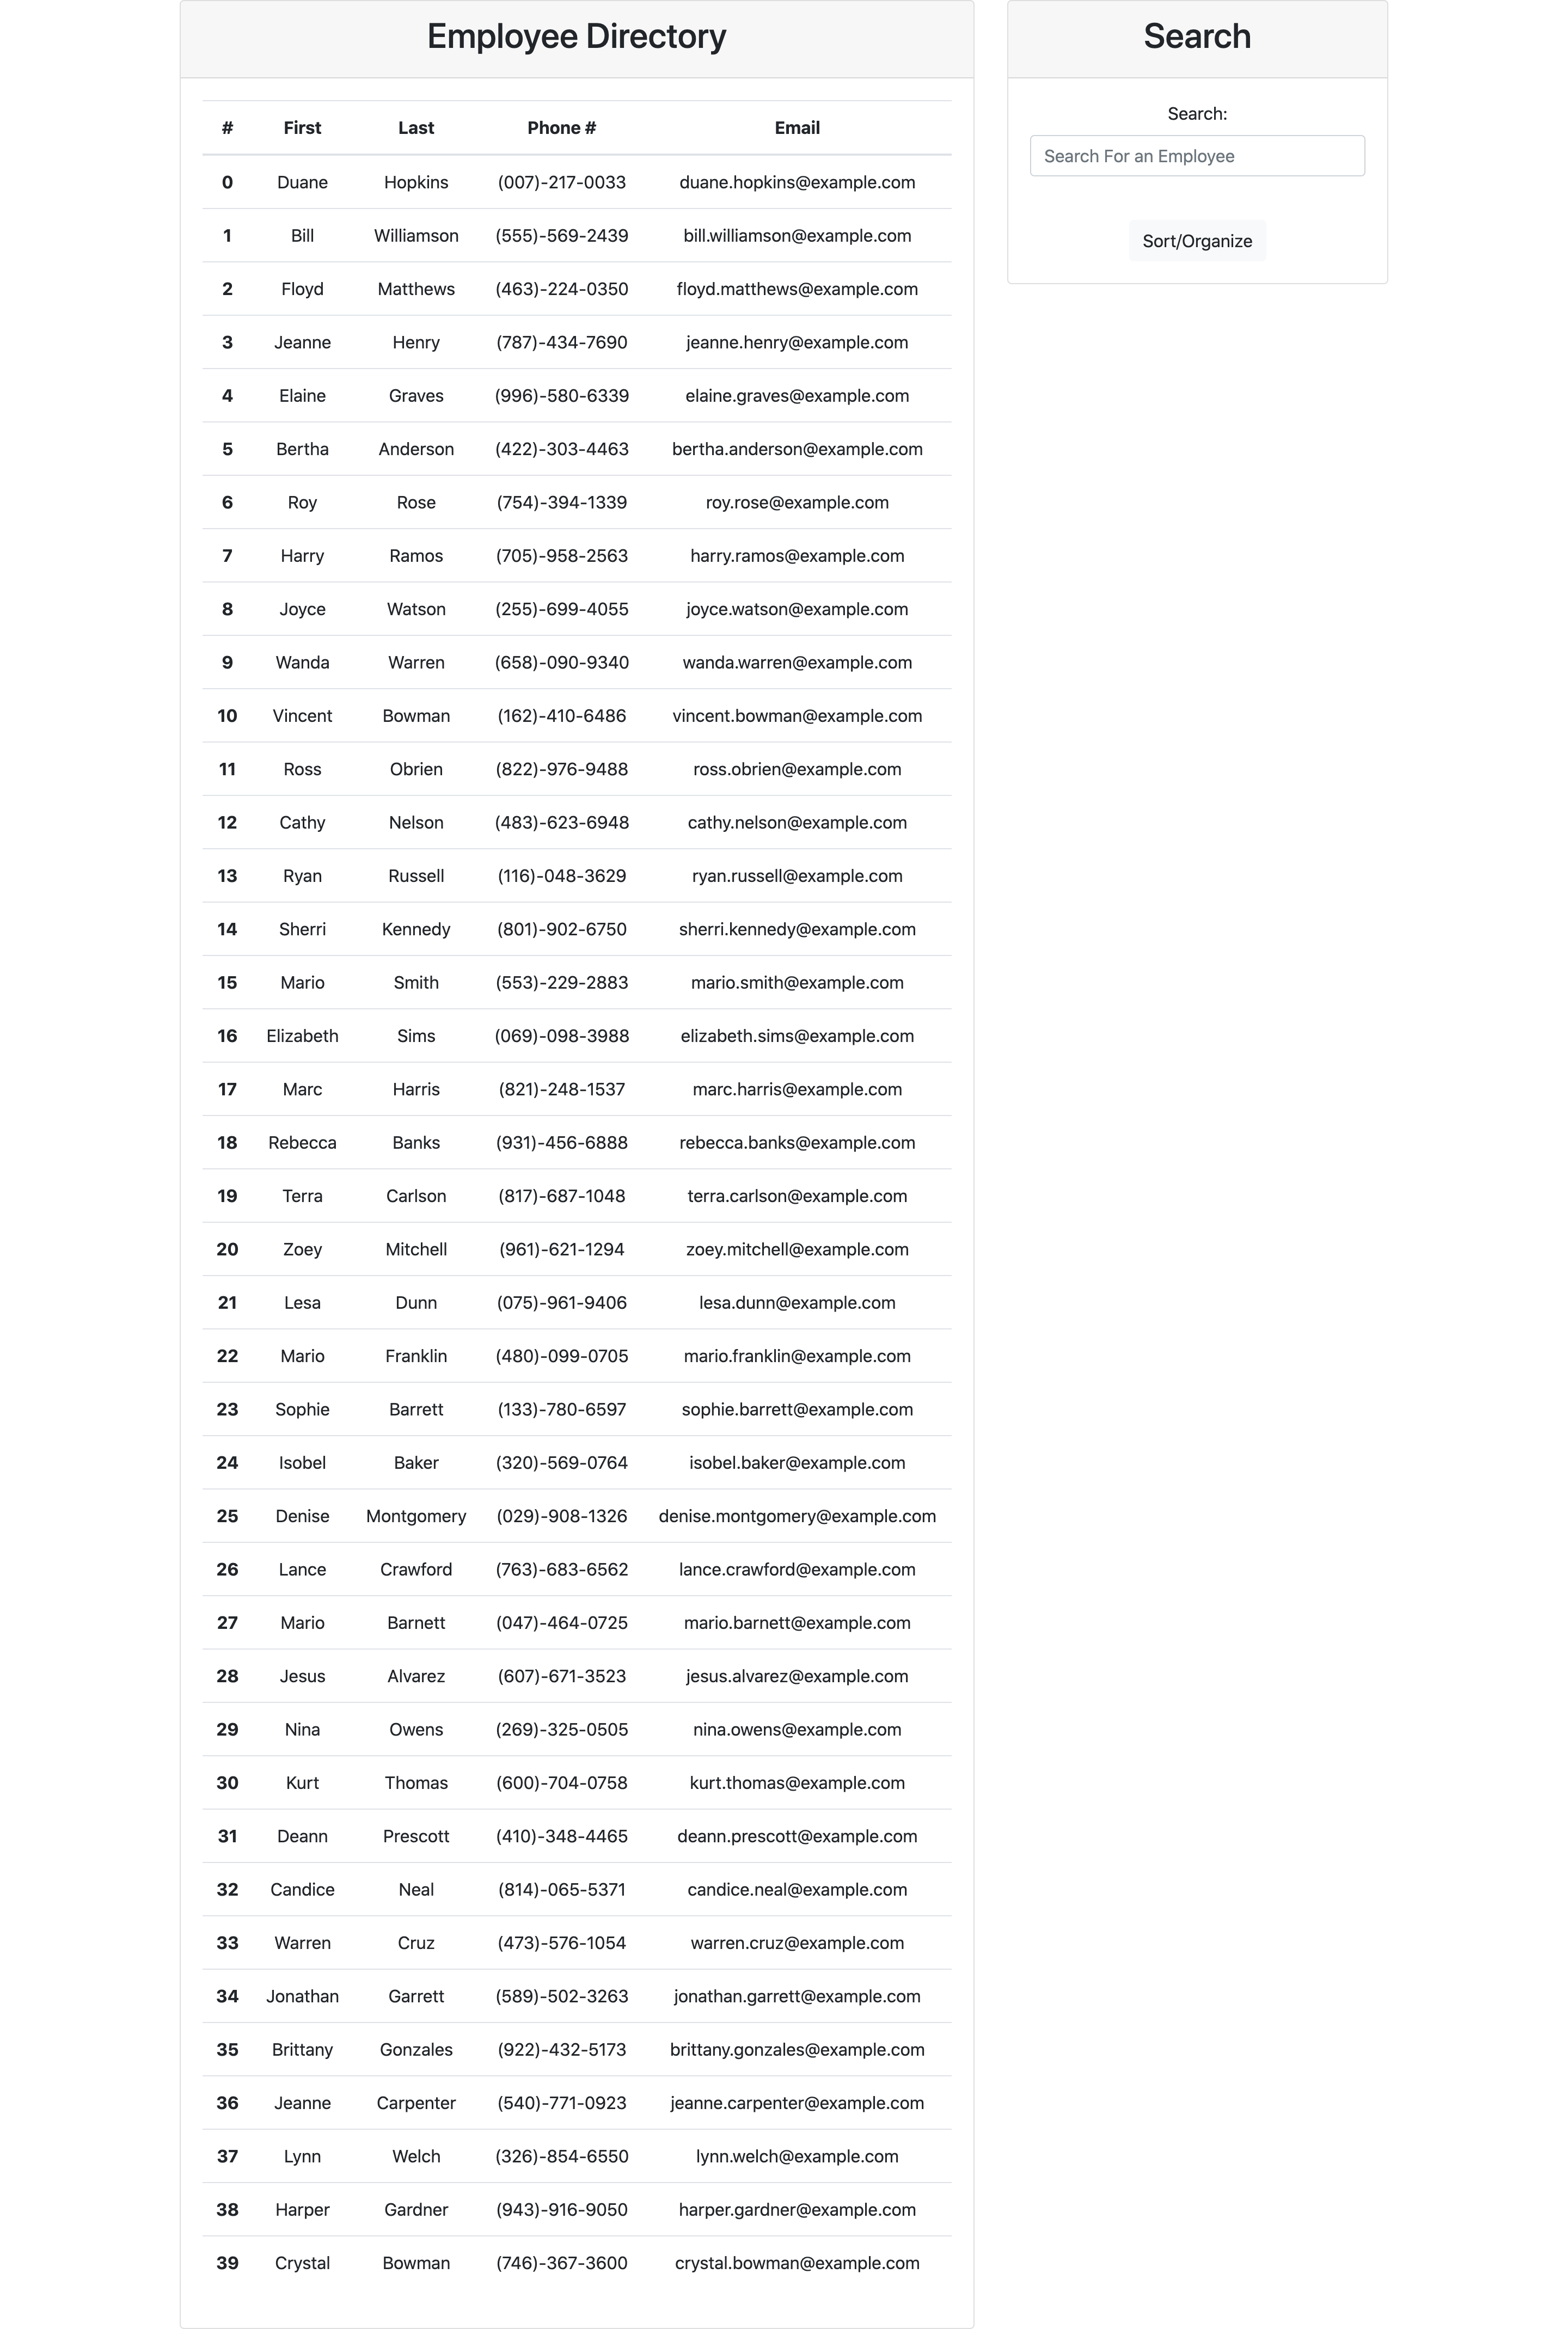 Employee Directory
# First Last Phone # Email
0 Duane Hopkins (007)-217-0033 duane.hopkins@example.com
1 Bill Williamson (555)-569-2439 bill.williamson@example.com
2 Floyd Matthews (463)-224-0350 floyd.matthews@example.com
3 Jeanne Henry (787)-434-7690 jeanne.henry@example.com
4 Elaine Graves (996)-580-6339 elaine.graves@example.com
5 Bertha Anderson (422)-303-4463 bertha.anderson@example.com
6 Roy Rose (754)-394-1339 roy.rose@example.com
7 Harry Ramos (705)-958-2563 harry.ramos@example.com
8 Joyce Watson (255)-699-4055 joyce.watson@example.com
9 Wanda Warren (658)-090-9340 wanda.warren@example.com
10 Vincent Bowman (162)-410-6486 vincent.bowman@example.com
11 Ross Obrien (822)-976-9488 ross.obrien@example.com
12 Cathy Nelson (483)-623-6948 cathy.nelson@example.com
13 Ryan Russell (116)-048-3629 ryan.russell@example.com
14 Sherri Kennedy (801)-902-6750 sherri.kennedy@example.com
15 Mario Smith (553)-229-2883 mario.smith@example.com
16 Elizabeth Sims (069)-098-3988 elizabeth.sims@example.com
17 Marc Harris (821)-248-1537 marc.harris@example.com
18 Rebecca Banks (931)-456-6888 rebecca.banks@example.com
19 Terra Carlson (817)-687-1048 terra.carlson@example.com
20 Zoey Mitchell (961)-621-1294 zoey.mitchell@example.com
21 Lesa Dunn (075)-961-9406 lesa.dunn@example.com
22 Mario Franklin (480)-099-0705 mario.franklin@example.com
23 Sophie Barrett (133)-780-6597 sophie.barrett@example.com
24 Isobel Baker (320)-569-0764 isobel.baker@example.com
25 Denise Montgomery (029)-908-1326 denise.montgomery@example.com
26 Lance Crawford (763)-683-6562 lance.crawford@example.com
27 Mario Barnett (047)-464-0725 mario.barnett@example.com
28 Jesus Alvarez (607)-671-3523 jesus.alvarez@example.com
29 Nina Owens (269)-325-0505 nina.owens@example.com
30 Kurt Thomas (600)-704-0758 kurt.thomas@example.com
31 Deann Prescott (410)-348-4465 deann.prescott@example.com
32 Candice Neal (814)-065-5371 candice.neal@example.com
33 Warren Cruz (473)-576-1054 warren.cruz@example.com
34 Jonathan Garrett (589)-502-3263 jonathan.garrett@example.com
35 Brittany Gonzales (922)-432-5173 brittany.gonzales@example.com
36 Jeanne Carpenter (540)-771-0923 jeanne.carpenter@example.com
37 Lynn Welch (326)-854-6550 lynn.welch@example.com
38 Harper Gardner (943)-916-9050 harper.gardner@example.com
39 Crystal Bowman (746)-367-3600 crystal.bowman@example.com
Search
Search:
Search For an Employee
Sort/Organize